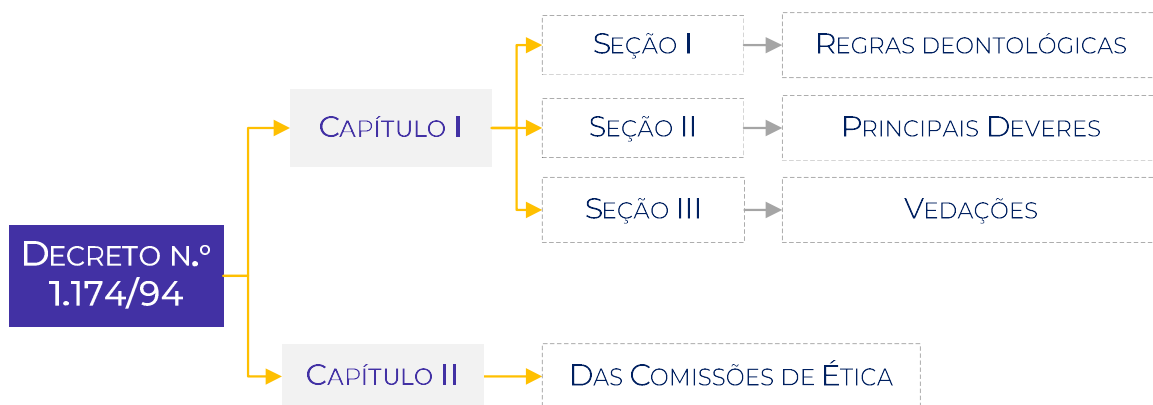 Seção I
Regras deontológicas
Capítulo I
Seção II
Principais Deveres
Seção III
Vedações
Decreto n.º
1.174/94
Capítulo II
Das Comissões de Ética